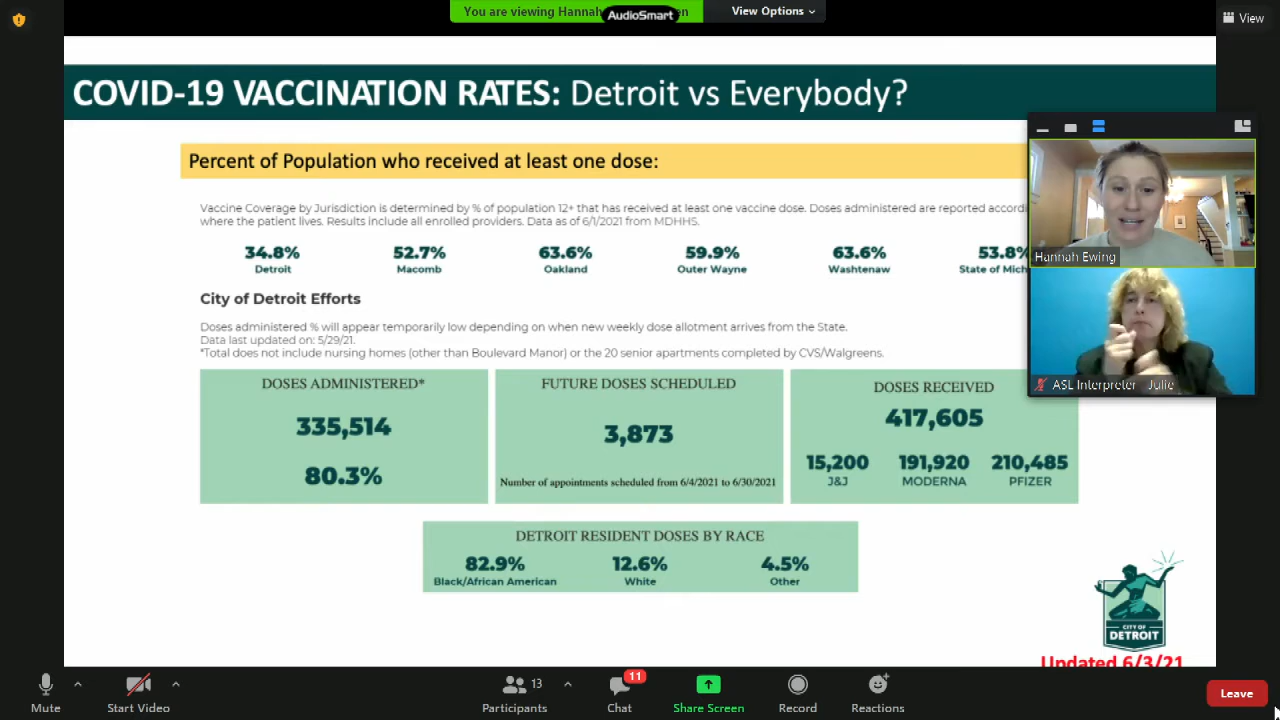 You are viewing Hannah
en
AudioSmart
View Options
View
COVID-19 VACCINATION RATES: Detroit vs Everybody?
Percent of Population who received at least one dose:
Vaccine Coverage by Jurisdiction is determined by % of population 12+ that has received at least one vaccine dose. Doses administered are reported
where the patient lives. Results include all enrolled providers. Data as of 6/1/2021 from MDHHS.
34.8% 52.7% 63.6% 59.9% 63.6% 53.8%
Detroit Macomb Oakland Outer Wayne Washtenaw State of Mich
Hannah Ewing
City of Detroit Efforts
Doses administered % will appear temporarily low depending on when new weekly dose allotment arrives from the State.
Data last updated on: 5/29/21.
*Total does not include nursing homes (other than Boulevard Manor) or the 20 senior apartments completed by CVS/Walgreens.
ASL Interpreter - Julie
DOSES ADMINISTERED*
335,514
80.3%
FUTURE DOSES SCHEDULED
3,873
Number of appointments scheduled from 6/4/2021 to 6/30/2021
DOSES RECEIVED
417,605
15,200 191,920 210,485
J&J MODERNA PFIZER
DETROIT RESIDENT DOSES BY RACE
82.9% 12.6% 4.5%
Black/African American White Other
CITY OF
DETROIT
Updated 6/3/21
Mute
Start Video
13
Participants
11
Chat
Share Screen
Record
Reactions
Leave